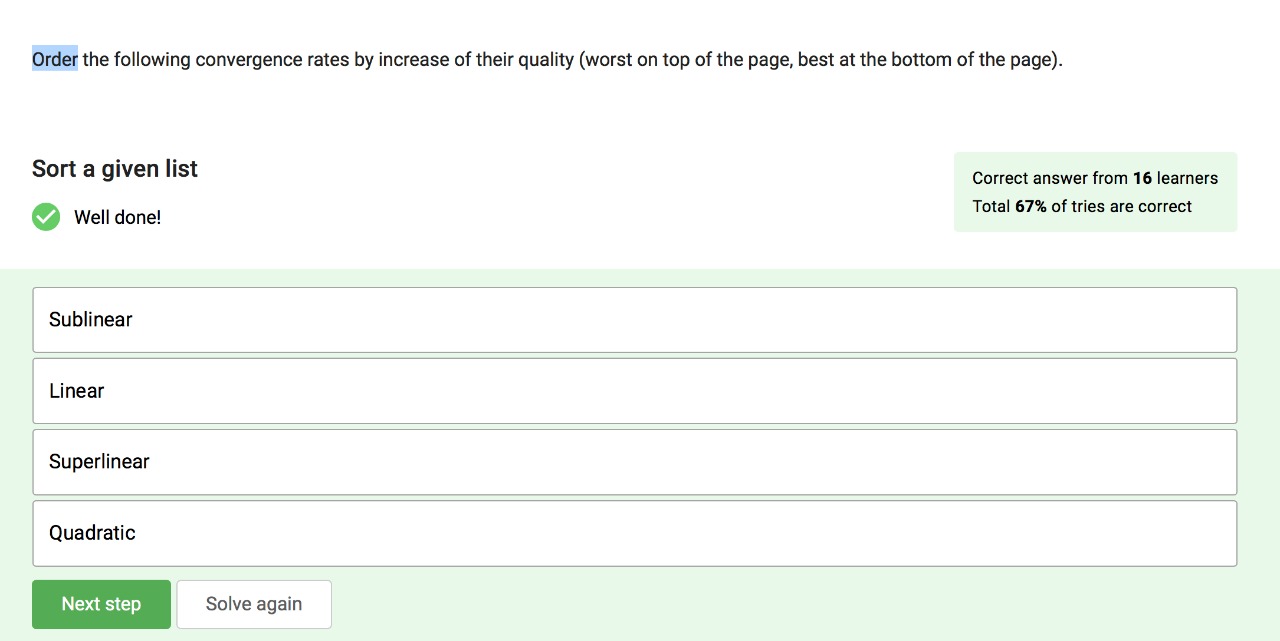 Order the following convergence rates by increase of their quality (worst on top of the page, best at the bottom of the page).
Sort a given list
Well done!
Correct answer from 16 learners
Total 67% of tries are correct
Sublinear
Linear
Superlinear
Quadratic
Next step
Solve again